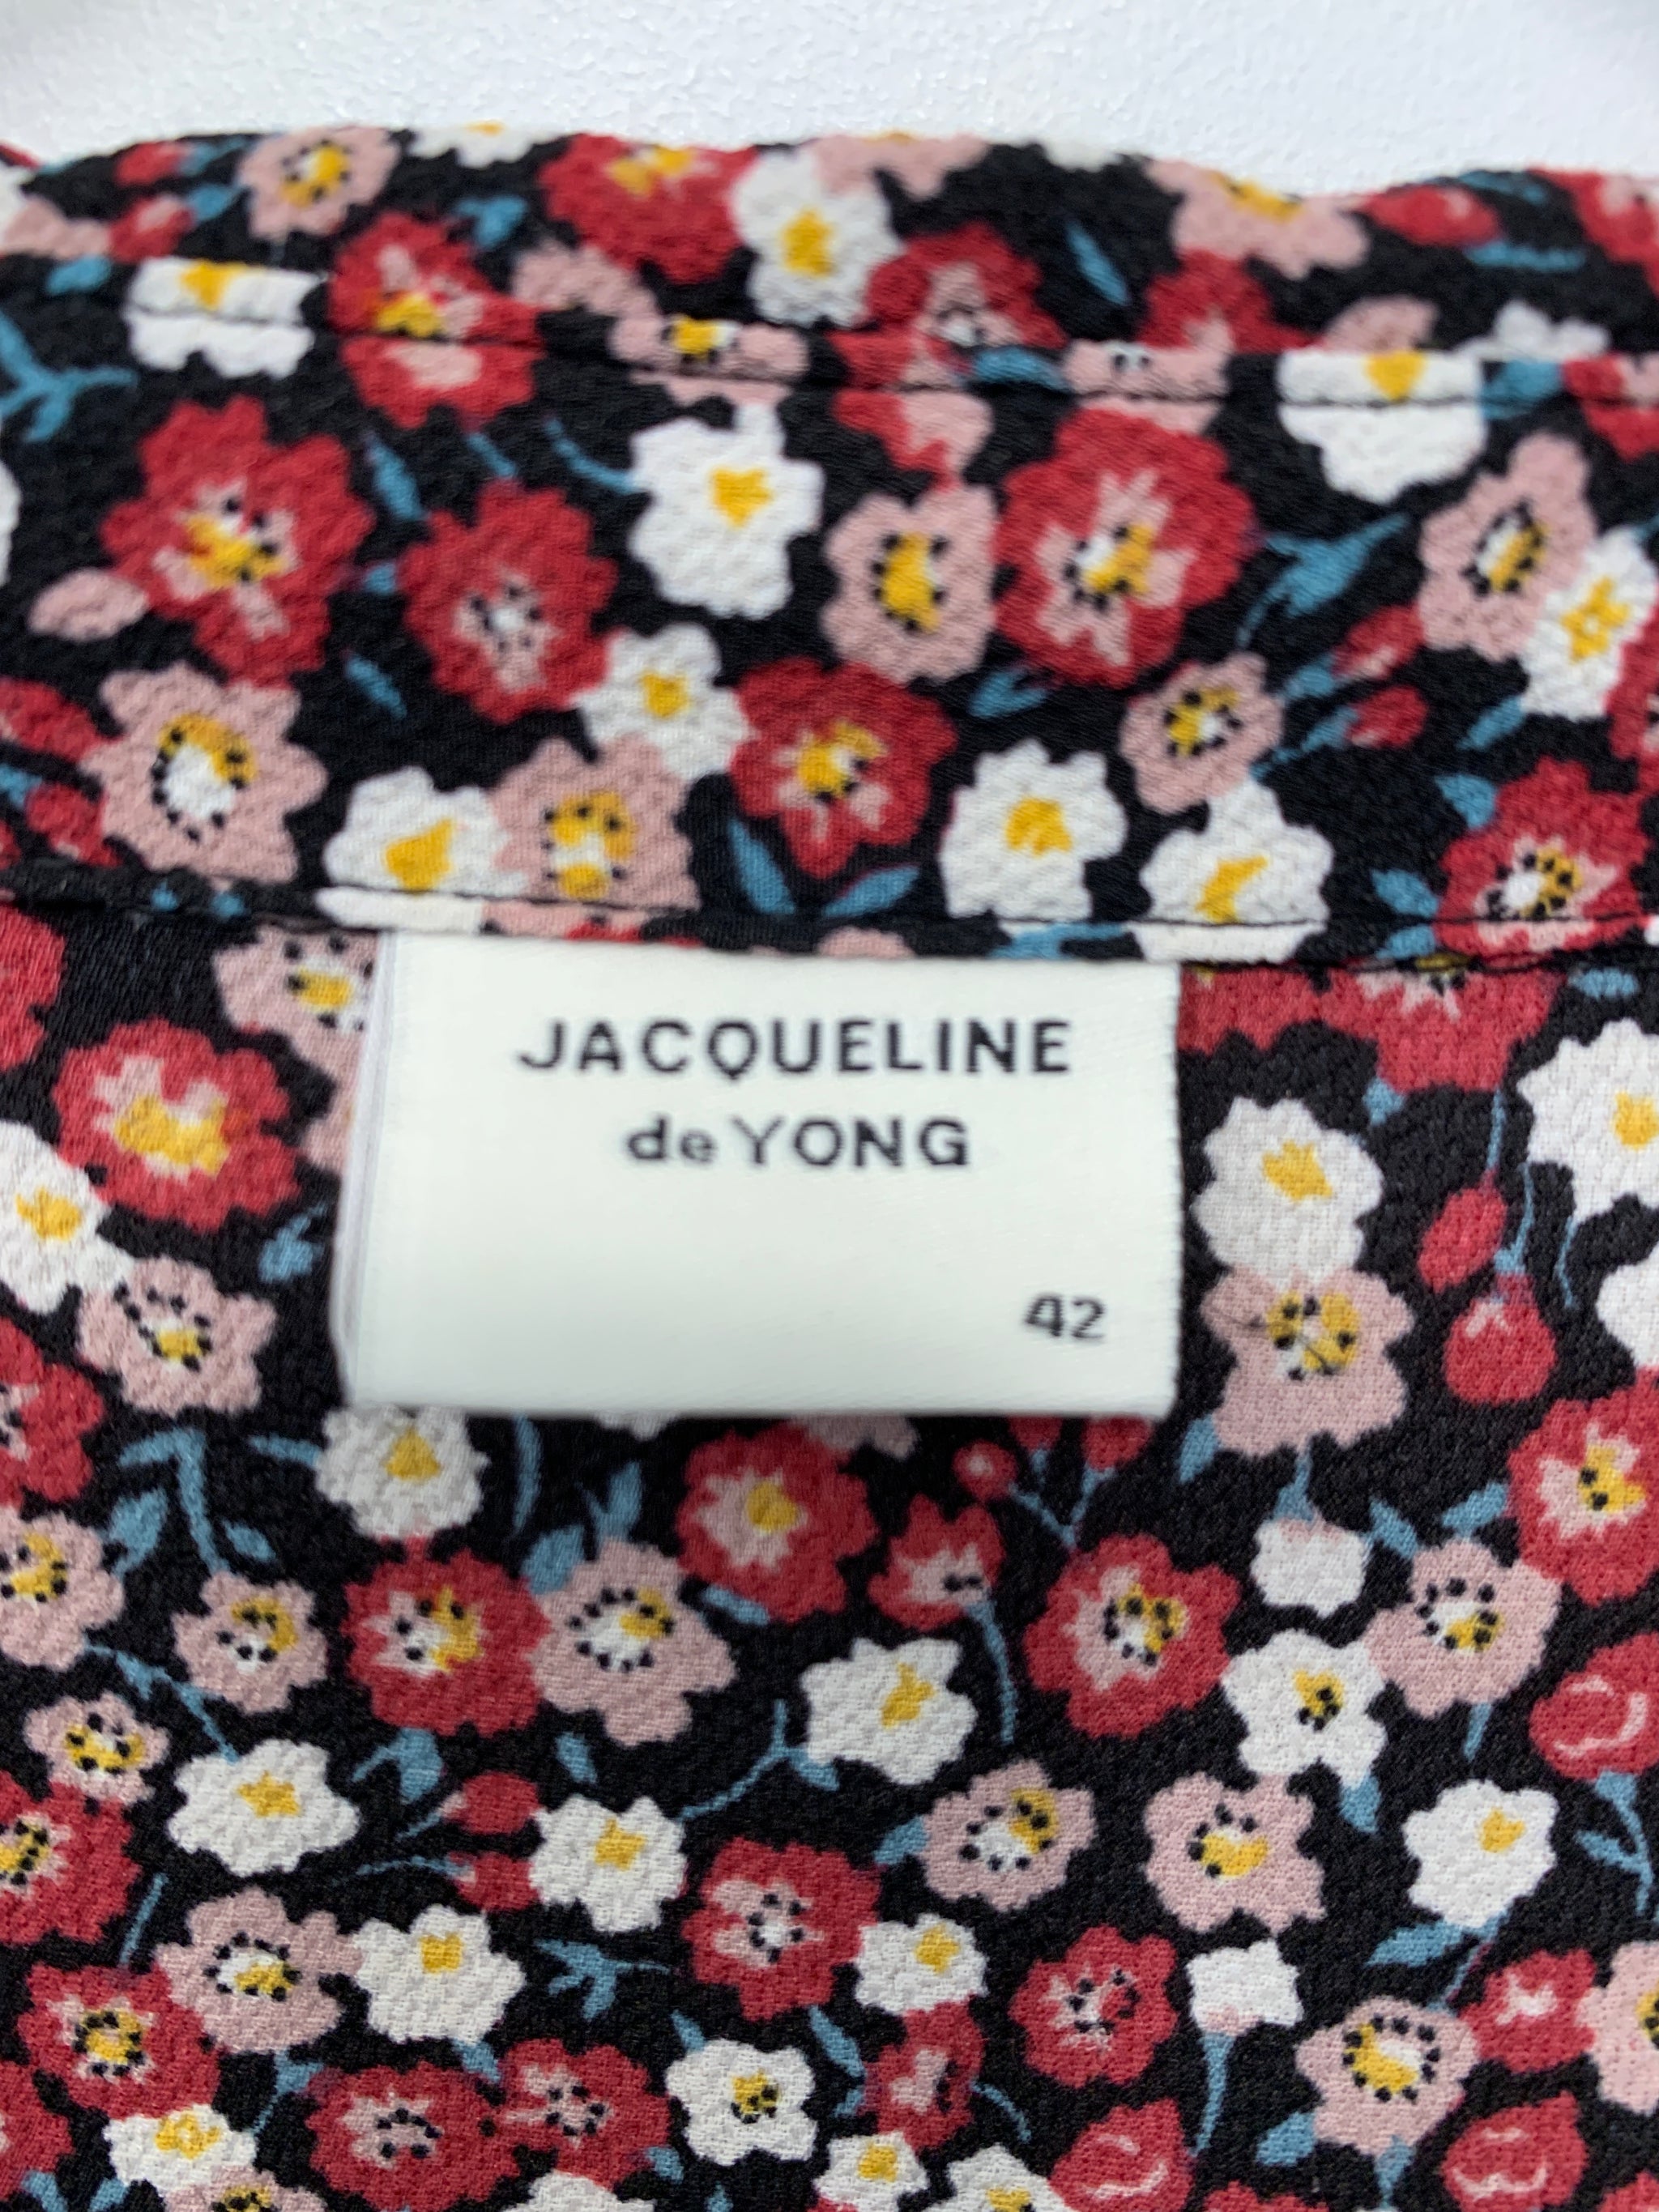 JACQUELINE
de YONG
42